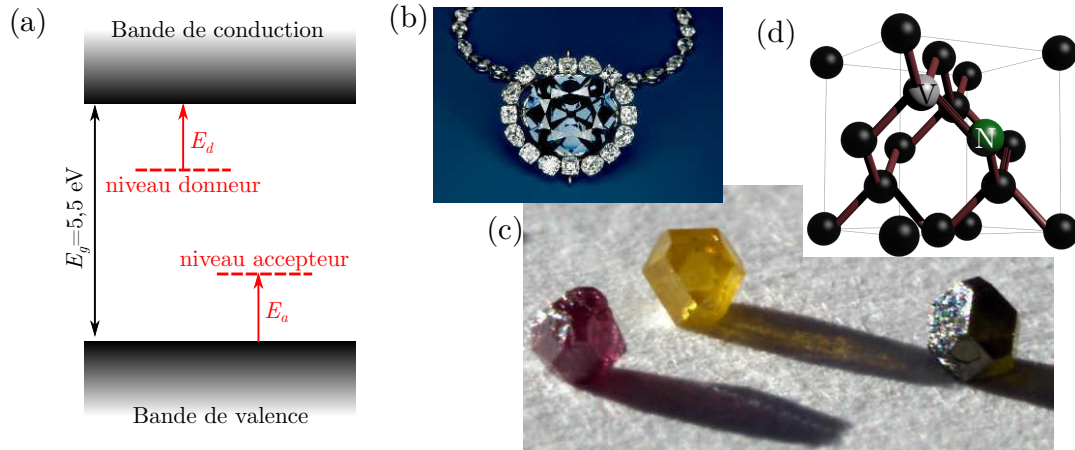 (a)
Bande de conduction
E_d
niveau donneur
E_g=5,5 eV
niveau accepteur
E_a
Bande de valence
(b)
(c)
(d)
V
N